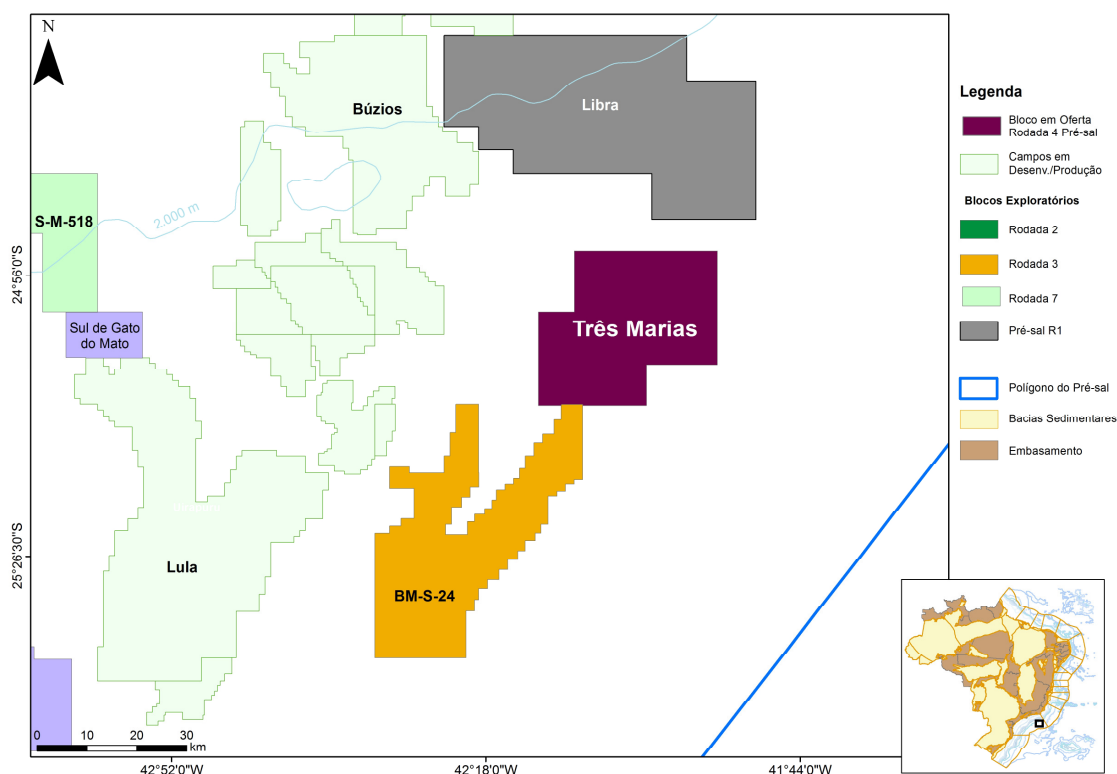 N
Búzios
Libra
2.000 m
S-M-518
Sul de Gato
do Mato
Três Marias
Lula
BM-S-24
24°56'0"S
25°26'30"S
0
10
20
30
km
42°52'0"W
42°18'0"W
41°44'0"W
Legenda
Bloco em Oferta
Rodada 4 Pré-sal
Campos em
Desenv./Produção
Blocos Exploratórios
Rodada 2
Rodada 3
Rodada 7
Pré-sal R1
Polígono do Pré-sal
Bacias Sedimentares
Embasamento